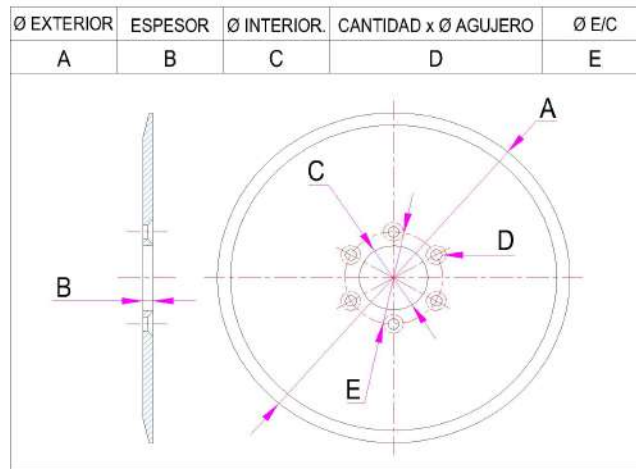 Ø EXTERIOR ESPESOR Ø INTERIOR. CANTIDAD x Ø AGUJERO Ø E/C
A B C D E
A
C
D
B
E